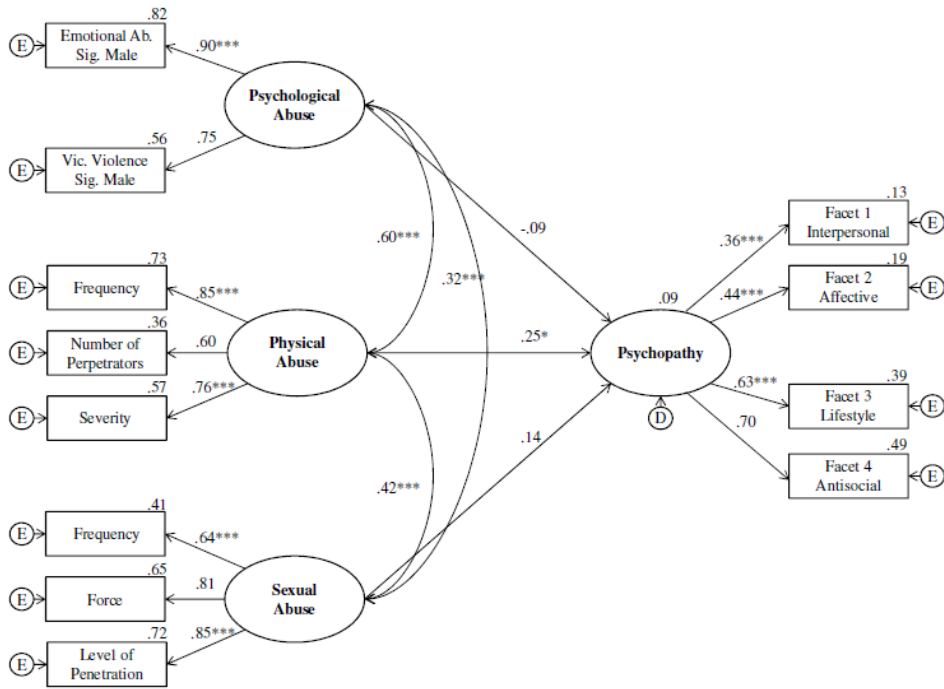 .82
E
Emotional Ab.
Sig. Male
.90***
Psychological
Abuse
.56
E
Vic. Violence
Sig. Male
.75
-.09
.60***
.32***
.13
Facet 1
Interpersonal
E
.36***
.19
Facet 2
Affective
E
.44***
.73
E
Frequency
.85***
.36
E
Number of
Perpetrators
.60
Physical
Abuse
.25*
.09
Psychopathy
D
.57
E
Severity
.76***
.39
Facet 3
Lifestyle
E
.63***
.70
.49
Facet 4
Antisocial
E
.14
.42***
.41
E
Frequency
.64***
.65
E
Force
.81
Sexual
Abuse
.72
E
Level of
Penetration
.85***